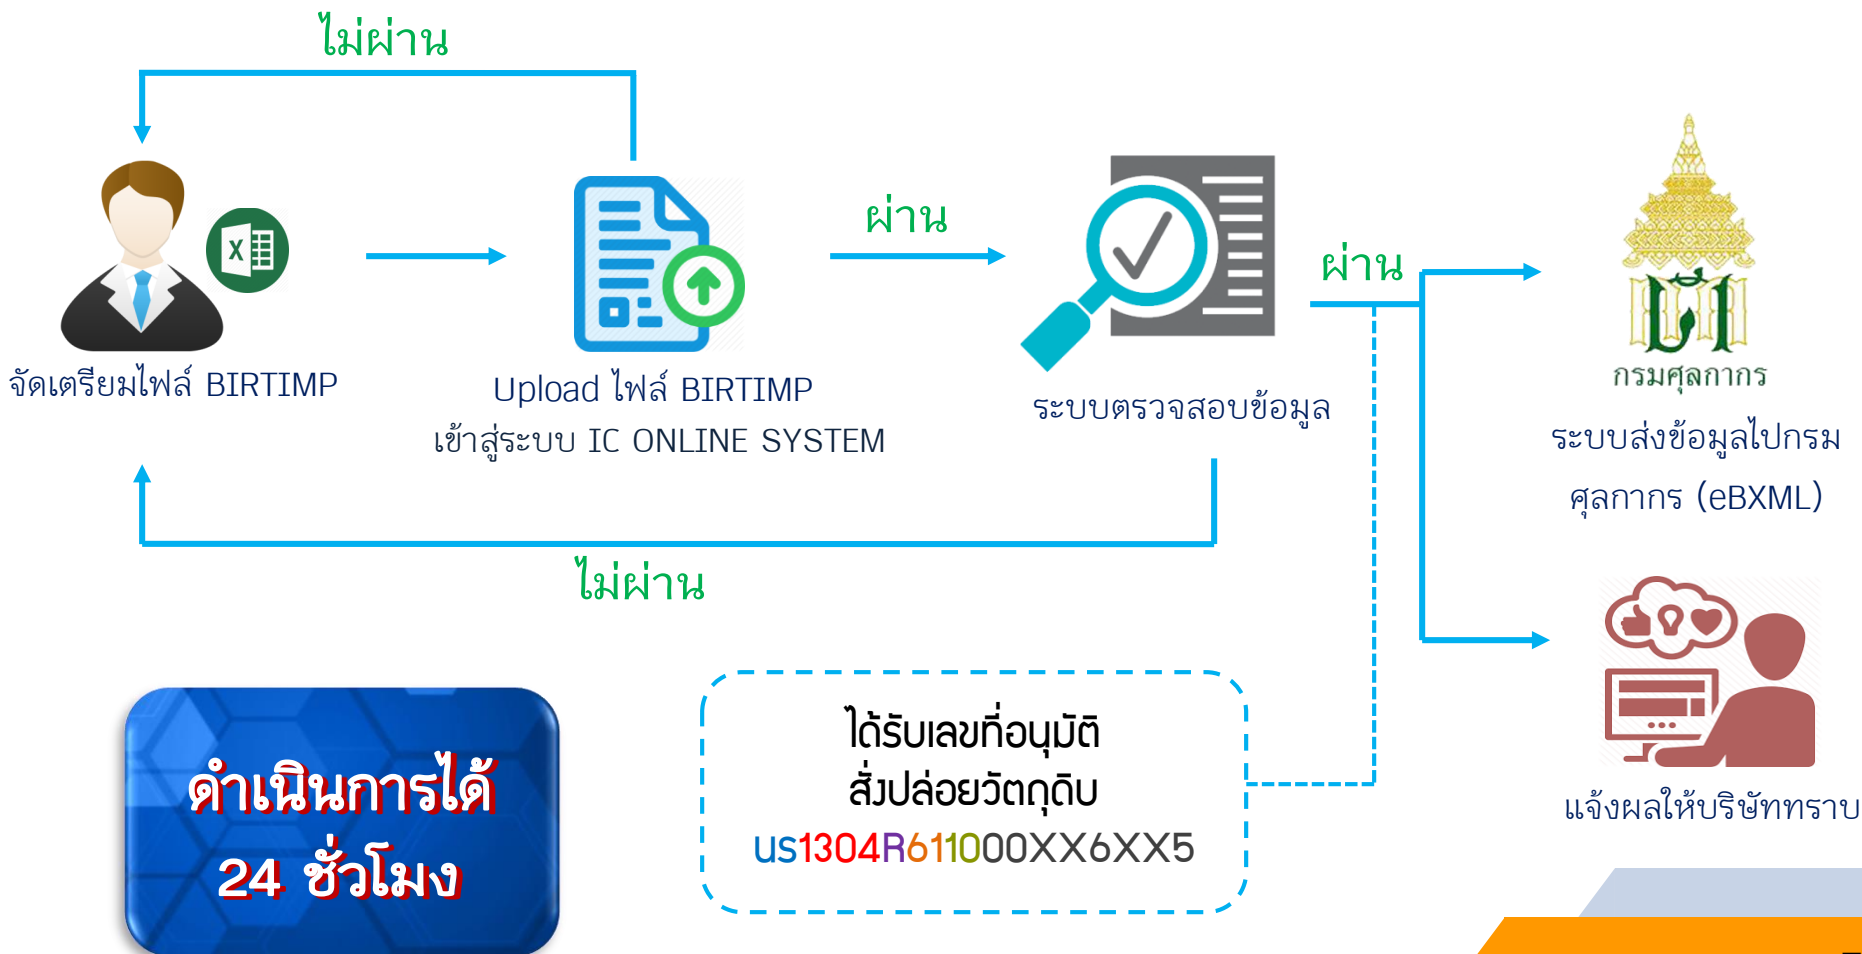 ไม่ผ่าน
ผ่าน
ผ่าน
X
จัดเตรียมไฟล์ BIRTIMP
Upload ไฟล์ BIRTIMP
เข้าสู่ระบบ IC ONLINE SYSTEM
ระบบตรวจสอบข้อมูล
กรมศุลกากร
ระบบส่งข้อมูลไปกรม
ศุลกากร (eBXML)
ไม่ผ่าน
ดำเนินการได้
24 ชั่วโมง
ได้รับเลขที่อนุมัติ
สั่งปล่อยวัตถุดิบ
นร1304R611000XX6XX5
แจ้งผลให้บริษัททราบ